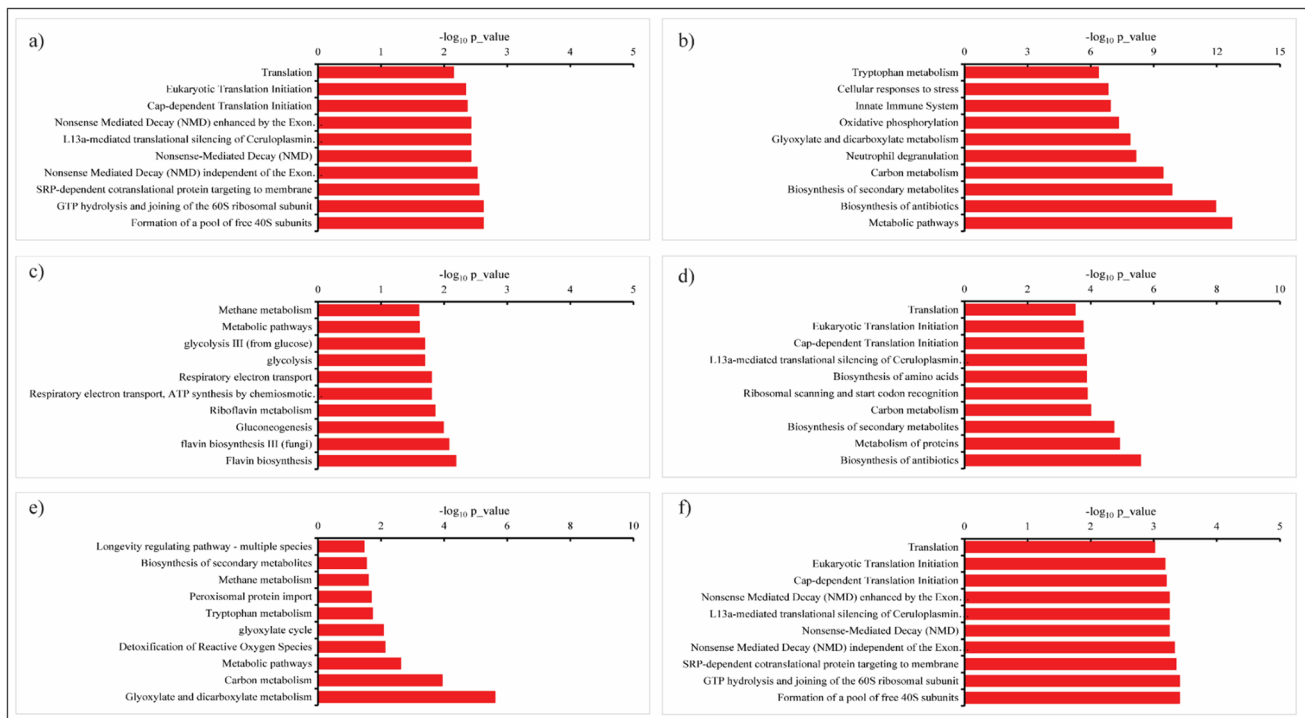 a)
-log10 p_value
0 1 2 3 4 5
Translation
Eukaryotic Translation Initiation
Cap-dependent Translation Initiation
Nonsense Mediated Decay (NMD) enhanced by the Exon..
L13a-mediated translational silencing of Ceruloplasmin..
Nonsense-Mediated Decay (NMD)
Nonsense Mediated Decay (NMD) independent of the Exon..
SRP-dependent cotranslational protein targeting to membrane
GTP hydrolysis and joining of the 60S ribosomal subunit
Formation of a pool of free 40S subunits
b)
-log10 p_value
0 3 6 9 12 15
Tryptophan metabolism
Cellular responses to stress
Innate Immune System
Oxidative phosphorylation
Glyoxylate and dicarboxylate metabolism
Neutrophil degranulation
Carbon metabolism
Biosynthesis of secondary metabolites
Biosynthesis of antibiotics
Metabolic pathways
c)
-log10 p_value
0 1 2 3 4 5
Methane metabolism
Metabolic pathways
glycolysis III (from glucose)
glycolysis
Respiratory electron transport
Respiratory electron transport, ATP synthesis by chemiosmotic..
Riboflavin metabolism
Gluconeogenesis
flavin biosynthesis III (fungi)
Flavin biosynthesis
d)
-log10 p_value
0 2 4 6 8 10
Translation
Eukaryotic Translation Initiation
Cap-dependent Translation Initiation
L13a-mediated translational silencing of Ceruloplasmin..
Biosynthesis of amino acids
Ribosomal scanning and start codon recognition
Carbon metabolism
Biosynthesis of secondary metabolites
Metabolism of proteins
Biosynthesis of antibiotics
e)
-log10 p_value
0 2 4 6 8 10
Longevity regulating pathway - multiple species
Biosynthesis of secondary metabolites
Methane metabolism
Peroxisomal protein import
Tryptophan metabolism
glyoxylate cycle
Detoxification of Reactive Oxygen Species
Metabolic pathways
Carbon metabolism
Glyoxylate and dicarboxylate metabolism
f)
-log10 p_value
0 1 2 3 4 5
Translation
Eukaryotic Translation Initiation
Cap-dependent Translation Initiation
Nonsense Mediated Decay (NMD) enhanced by the Exon..
L13a-mediated translational silencing of Ceruloplasmin..
Nonsense-Mediated Decay (NMD)
Nonsense Mediated Decay (NMD) independent of the Exon..
SRP-dependent cotranslational protein targeting to membrane
GTP hydrolysis and joining of the 60S ribosomal subunit
Formation of a pool of free 40S subunits